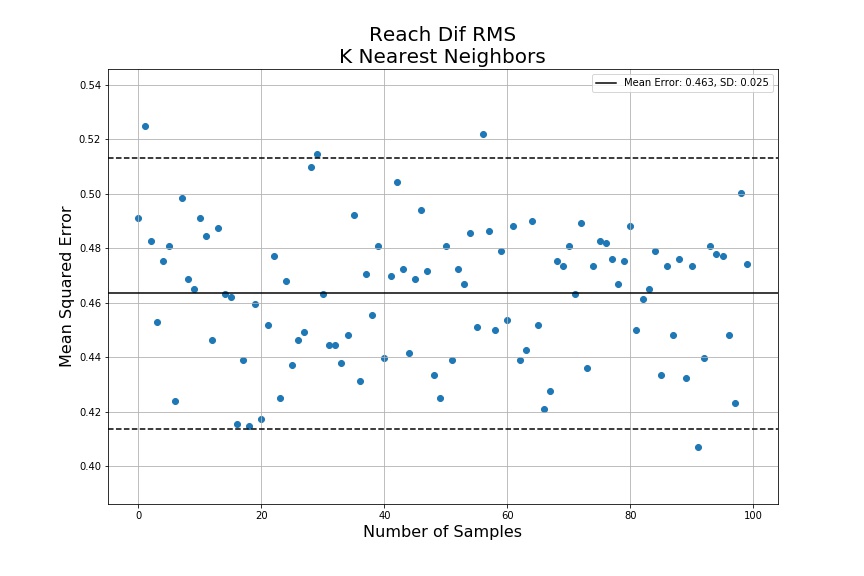 Reach Dif RMS
K Nearest Neighbors
Mean Error: 0.463, SD: 0.025
Mean Squared Error
0.54
0.52
0.50
0.48
0.46
0.44
0.42
0.40
0 20 40 60 80 100
Number of Samples